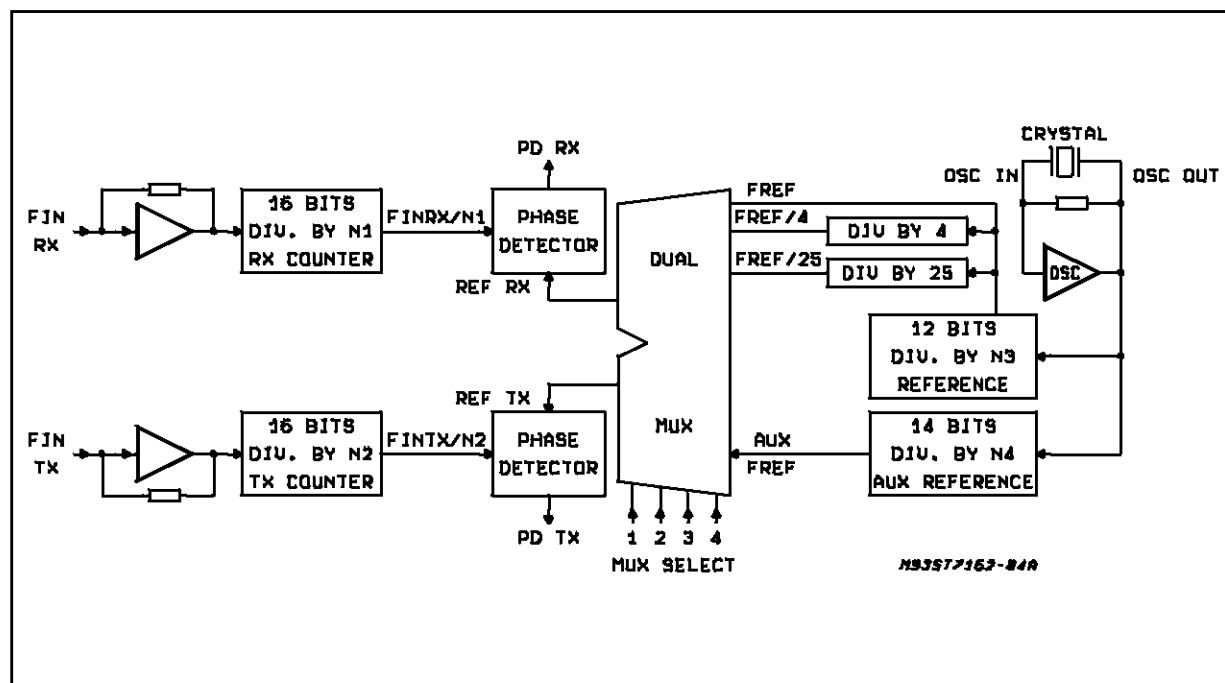 CRYSTAL
OSC IN
OSC OUT
OSC
PD RX
FIN
RX
16 BITS
DIV. BY N1
RX COUNTER
FINRX/N1
PHASE
DETECTOR
REF RX
DUAL
MUX
FREF
FREF/4
FREF/25
DIV BY 4
DIV BY 25
12 BITS
DIV. BY N3
REFERENCE
FIN
TX
16 BITS
DIV. BY N2
TX COUNTER
FINTX/N2
REF TX
PHASE
DETECTOR
PD TX
AUX
FREF
14 BITS
DIV. BY N4
AUX REFERENCE
1 2 3 4
MUX SELECT
M93ST7162-04A